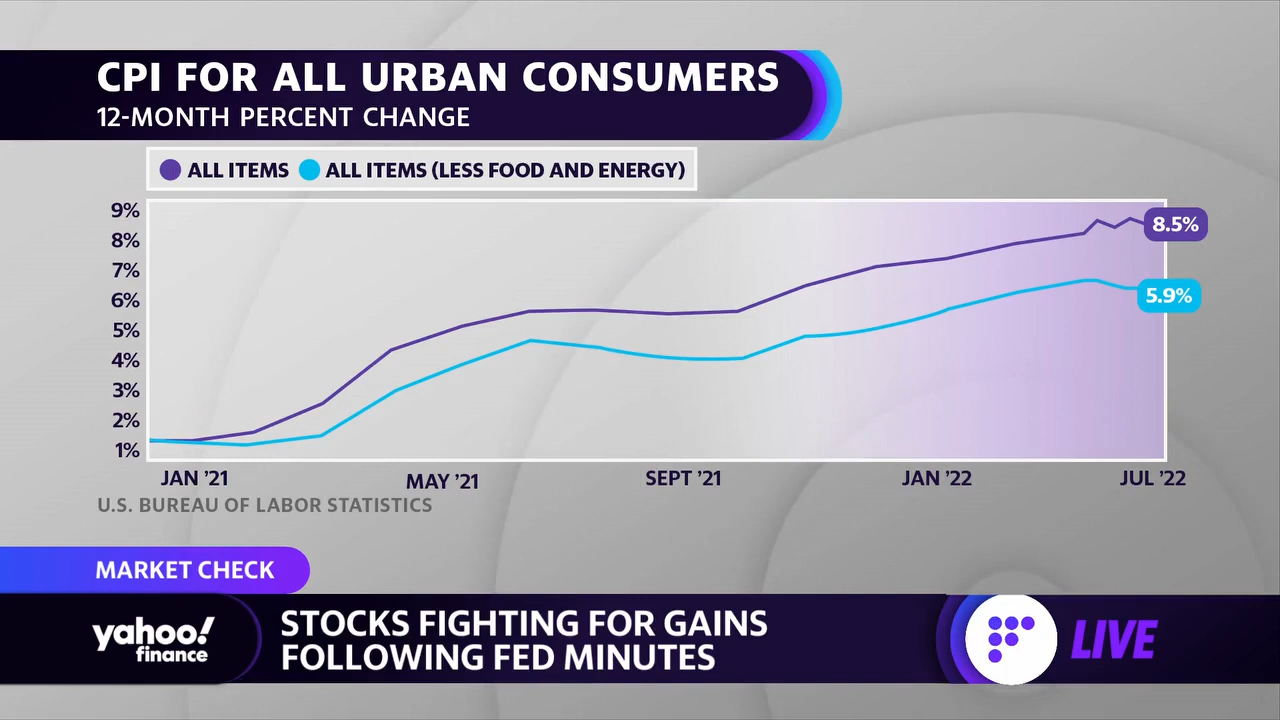 CPI FOR ALL URBAN CONSUMERS
12-MONTH PERCENT CHANGE
ALL ITEMS ALL ITEMS (LESS FOOD AND ENERGY)
9%
8%
7%
6%
5%
4%
3%
2%
1%
8.5%
5.9%
JAN ’21 MAY ’21 SEPT ’21 JAN ’22 JUL ’22
U.S. BUREAU OF LABOR STATISTICS
MARKET CHECK
yahoo!
finance
STOCKS FIGHTING FOR GAINS
FOLLOWING FED MINUTES
LIVE